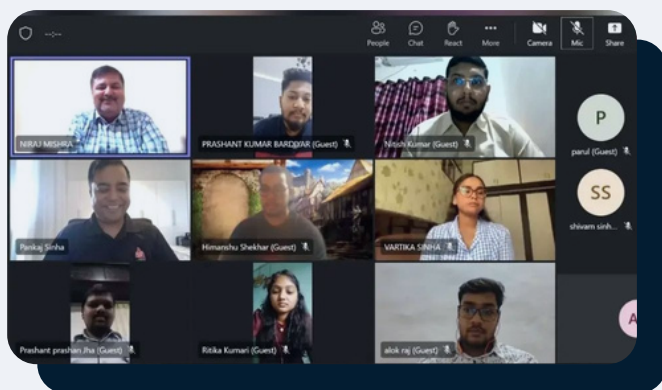 --:--
People Chat React More Camera Mic Share
NIRAJ MISHRA
PRASHANT KUMAR BARDIYAR (Guest)
Nitish Kumar (Guest)
P
parul (Guest)
SS
shivam sinh...
Pankaj Sinha
Himanshu Shekhar (Guest)
VARTIKA SINHA
A
Prashant prashan Jha (Guest)
Ritika Kumari (Guest)
alok raj (Guest)